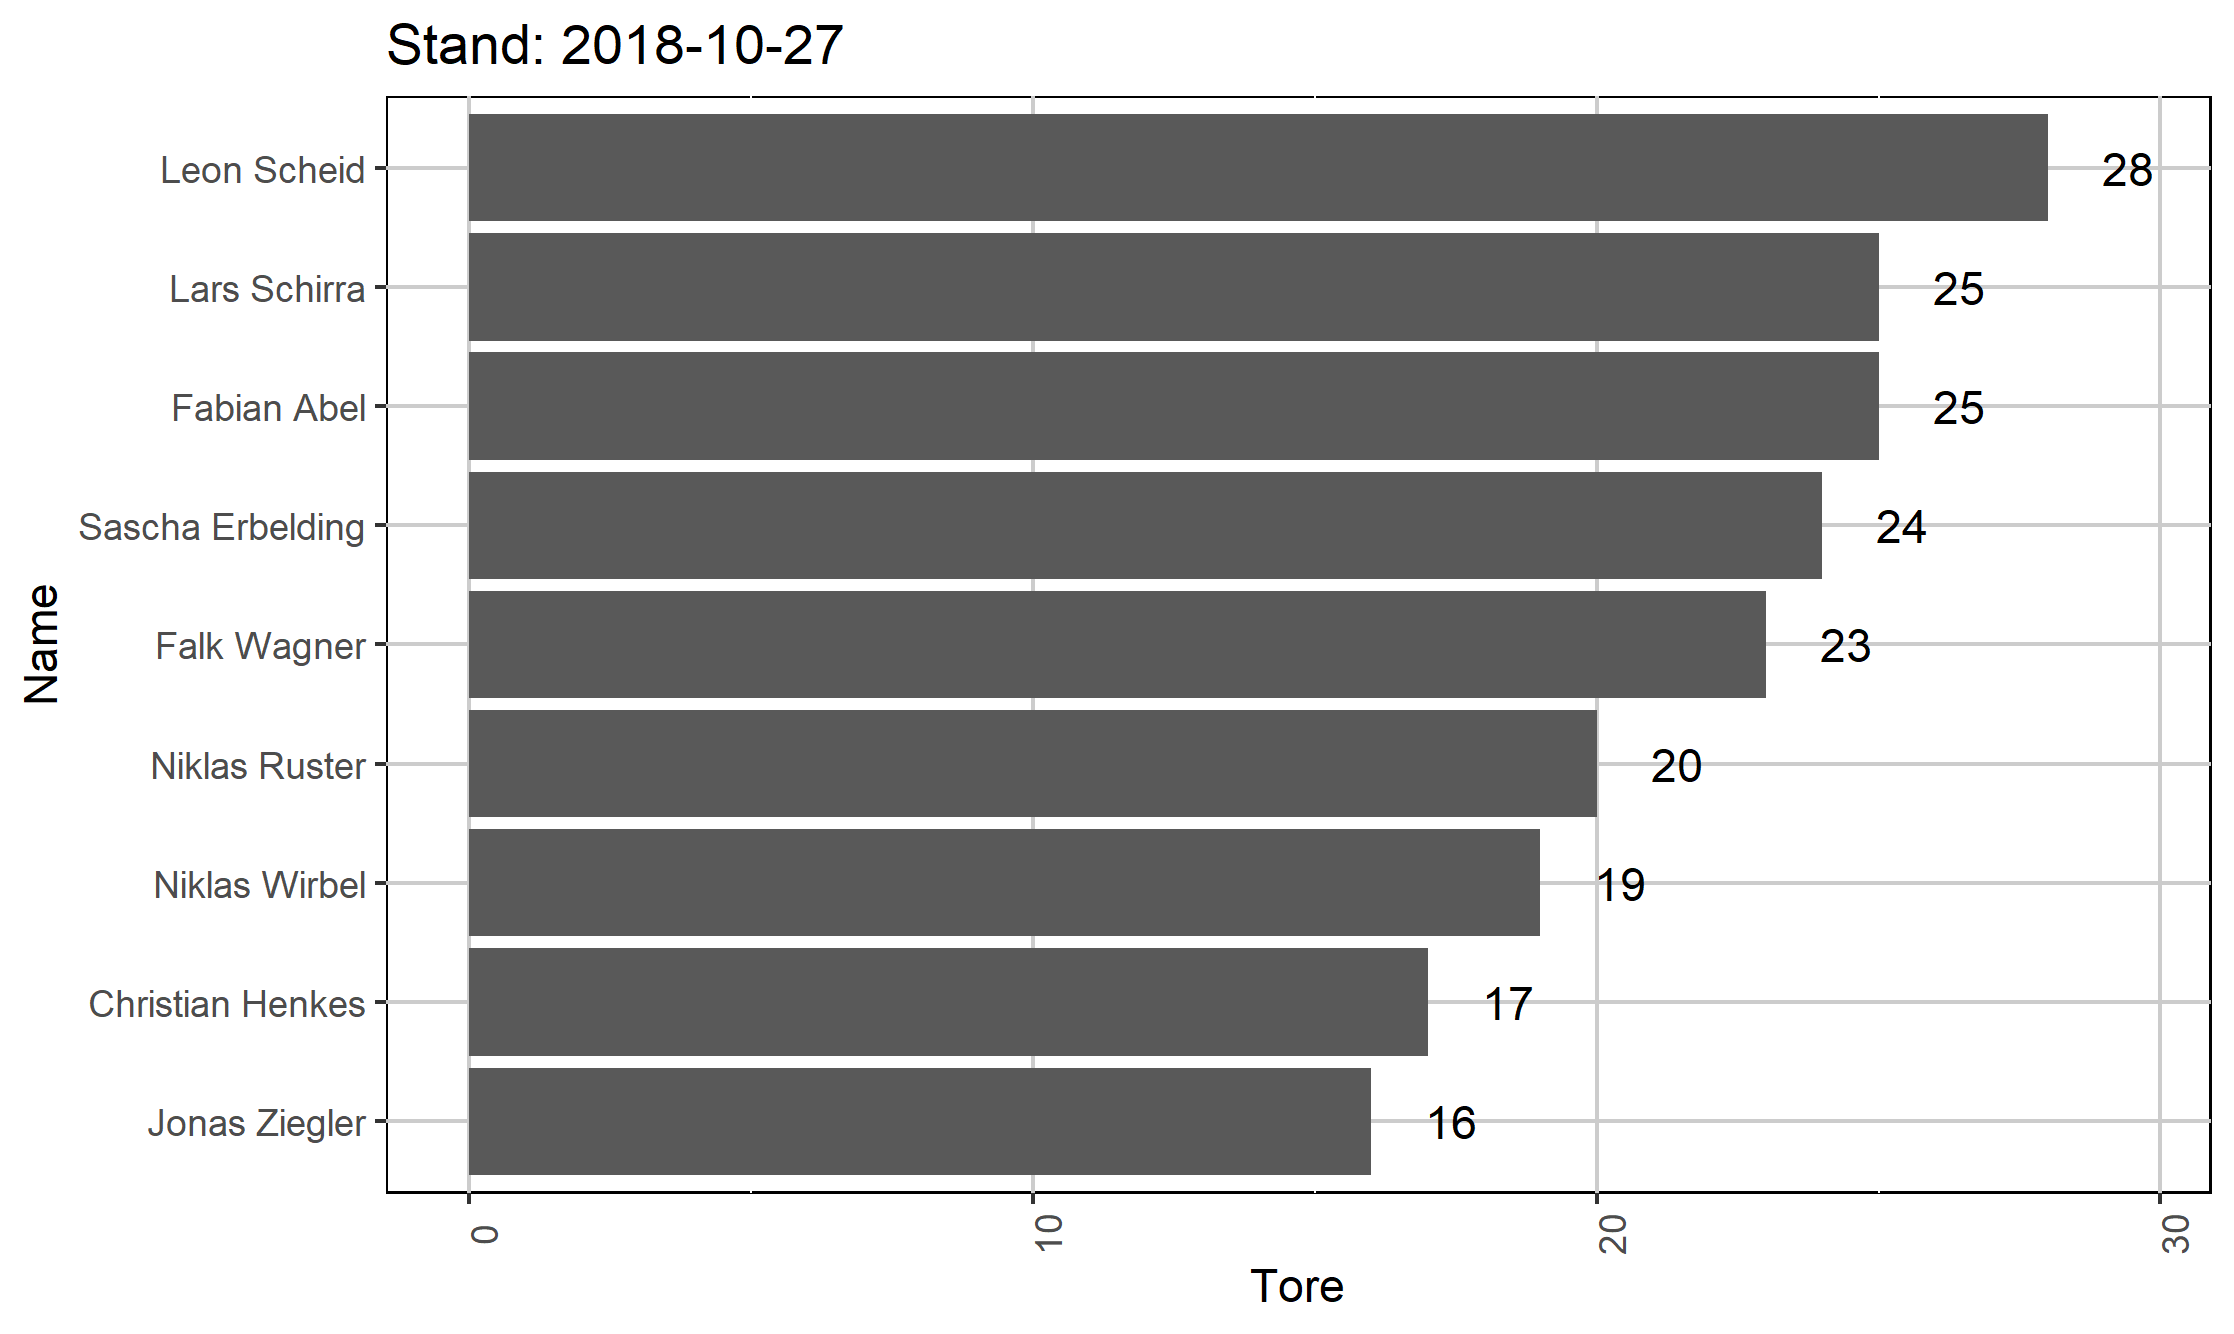 Stand: 2018-10-27
Name
Leon Scheid 28
Lars Schirra 25
Fabian Abel 25
Sascha Erbelding 24
Falk Wagner 23
Niklas Ruster 20
Niklas Wirbel 19
Christian Henkes 17
Jonas Ziegler 16
0 10 20 30
Tore